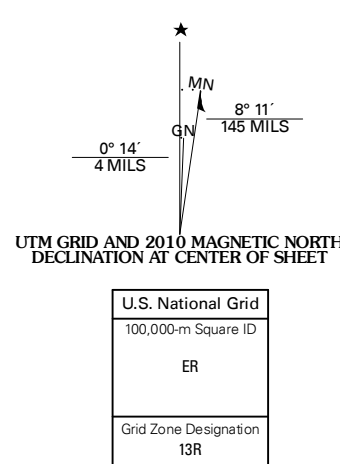 ★
MN
8° 11´
145 MILS
GN
0° 14´
4 MILS
UTM GRID AND 2010 MAGNETIC NORTH
DECLINATION AT CENTER OF SHEET
U.S. National Grid
100,000-m Square ID
ER
Grid Zone Designation
13R